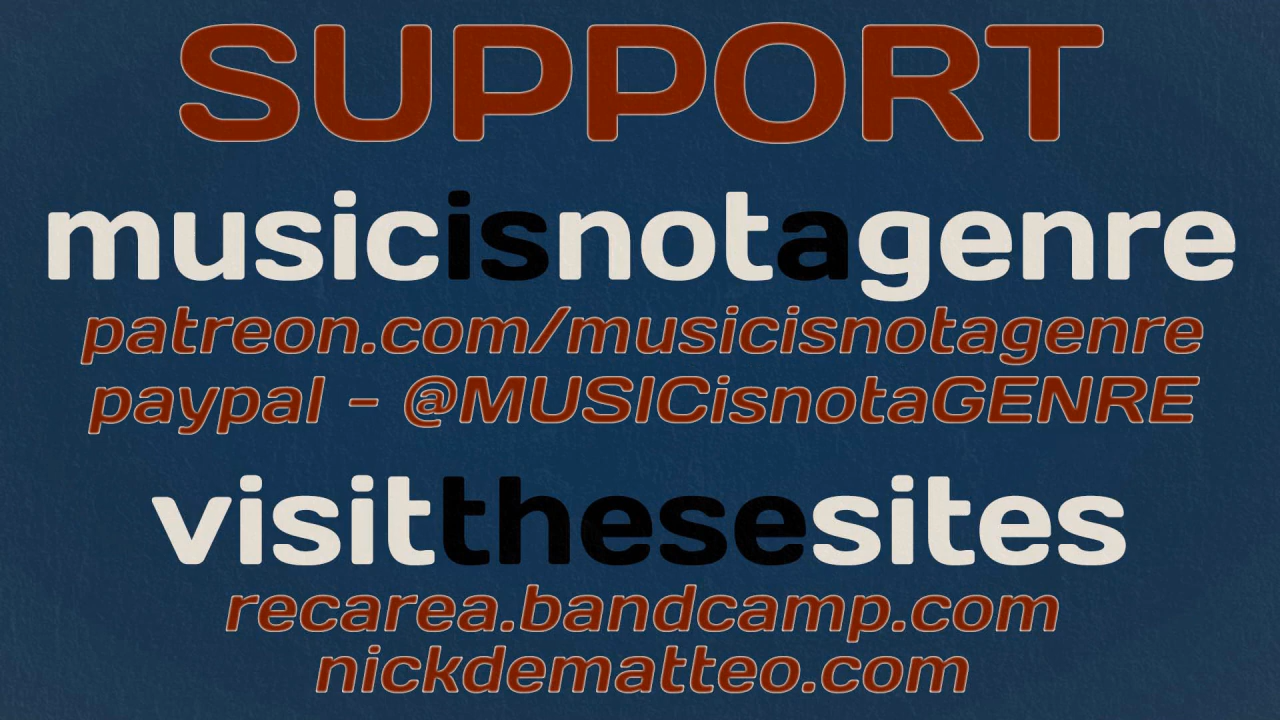 SUPPORT
musicisnotagenre
patreon.com/musicisnotagenre
paypal - @MUSICisnotaGENRE
visitthesesites
recarea.bandcamp.com
nickdematteo.com